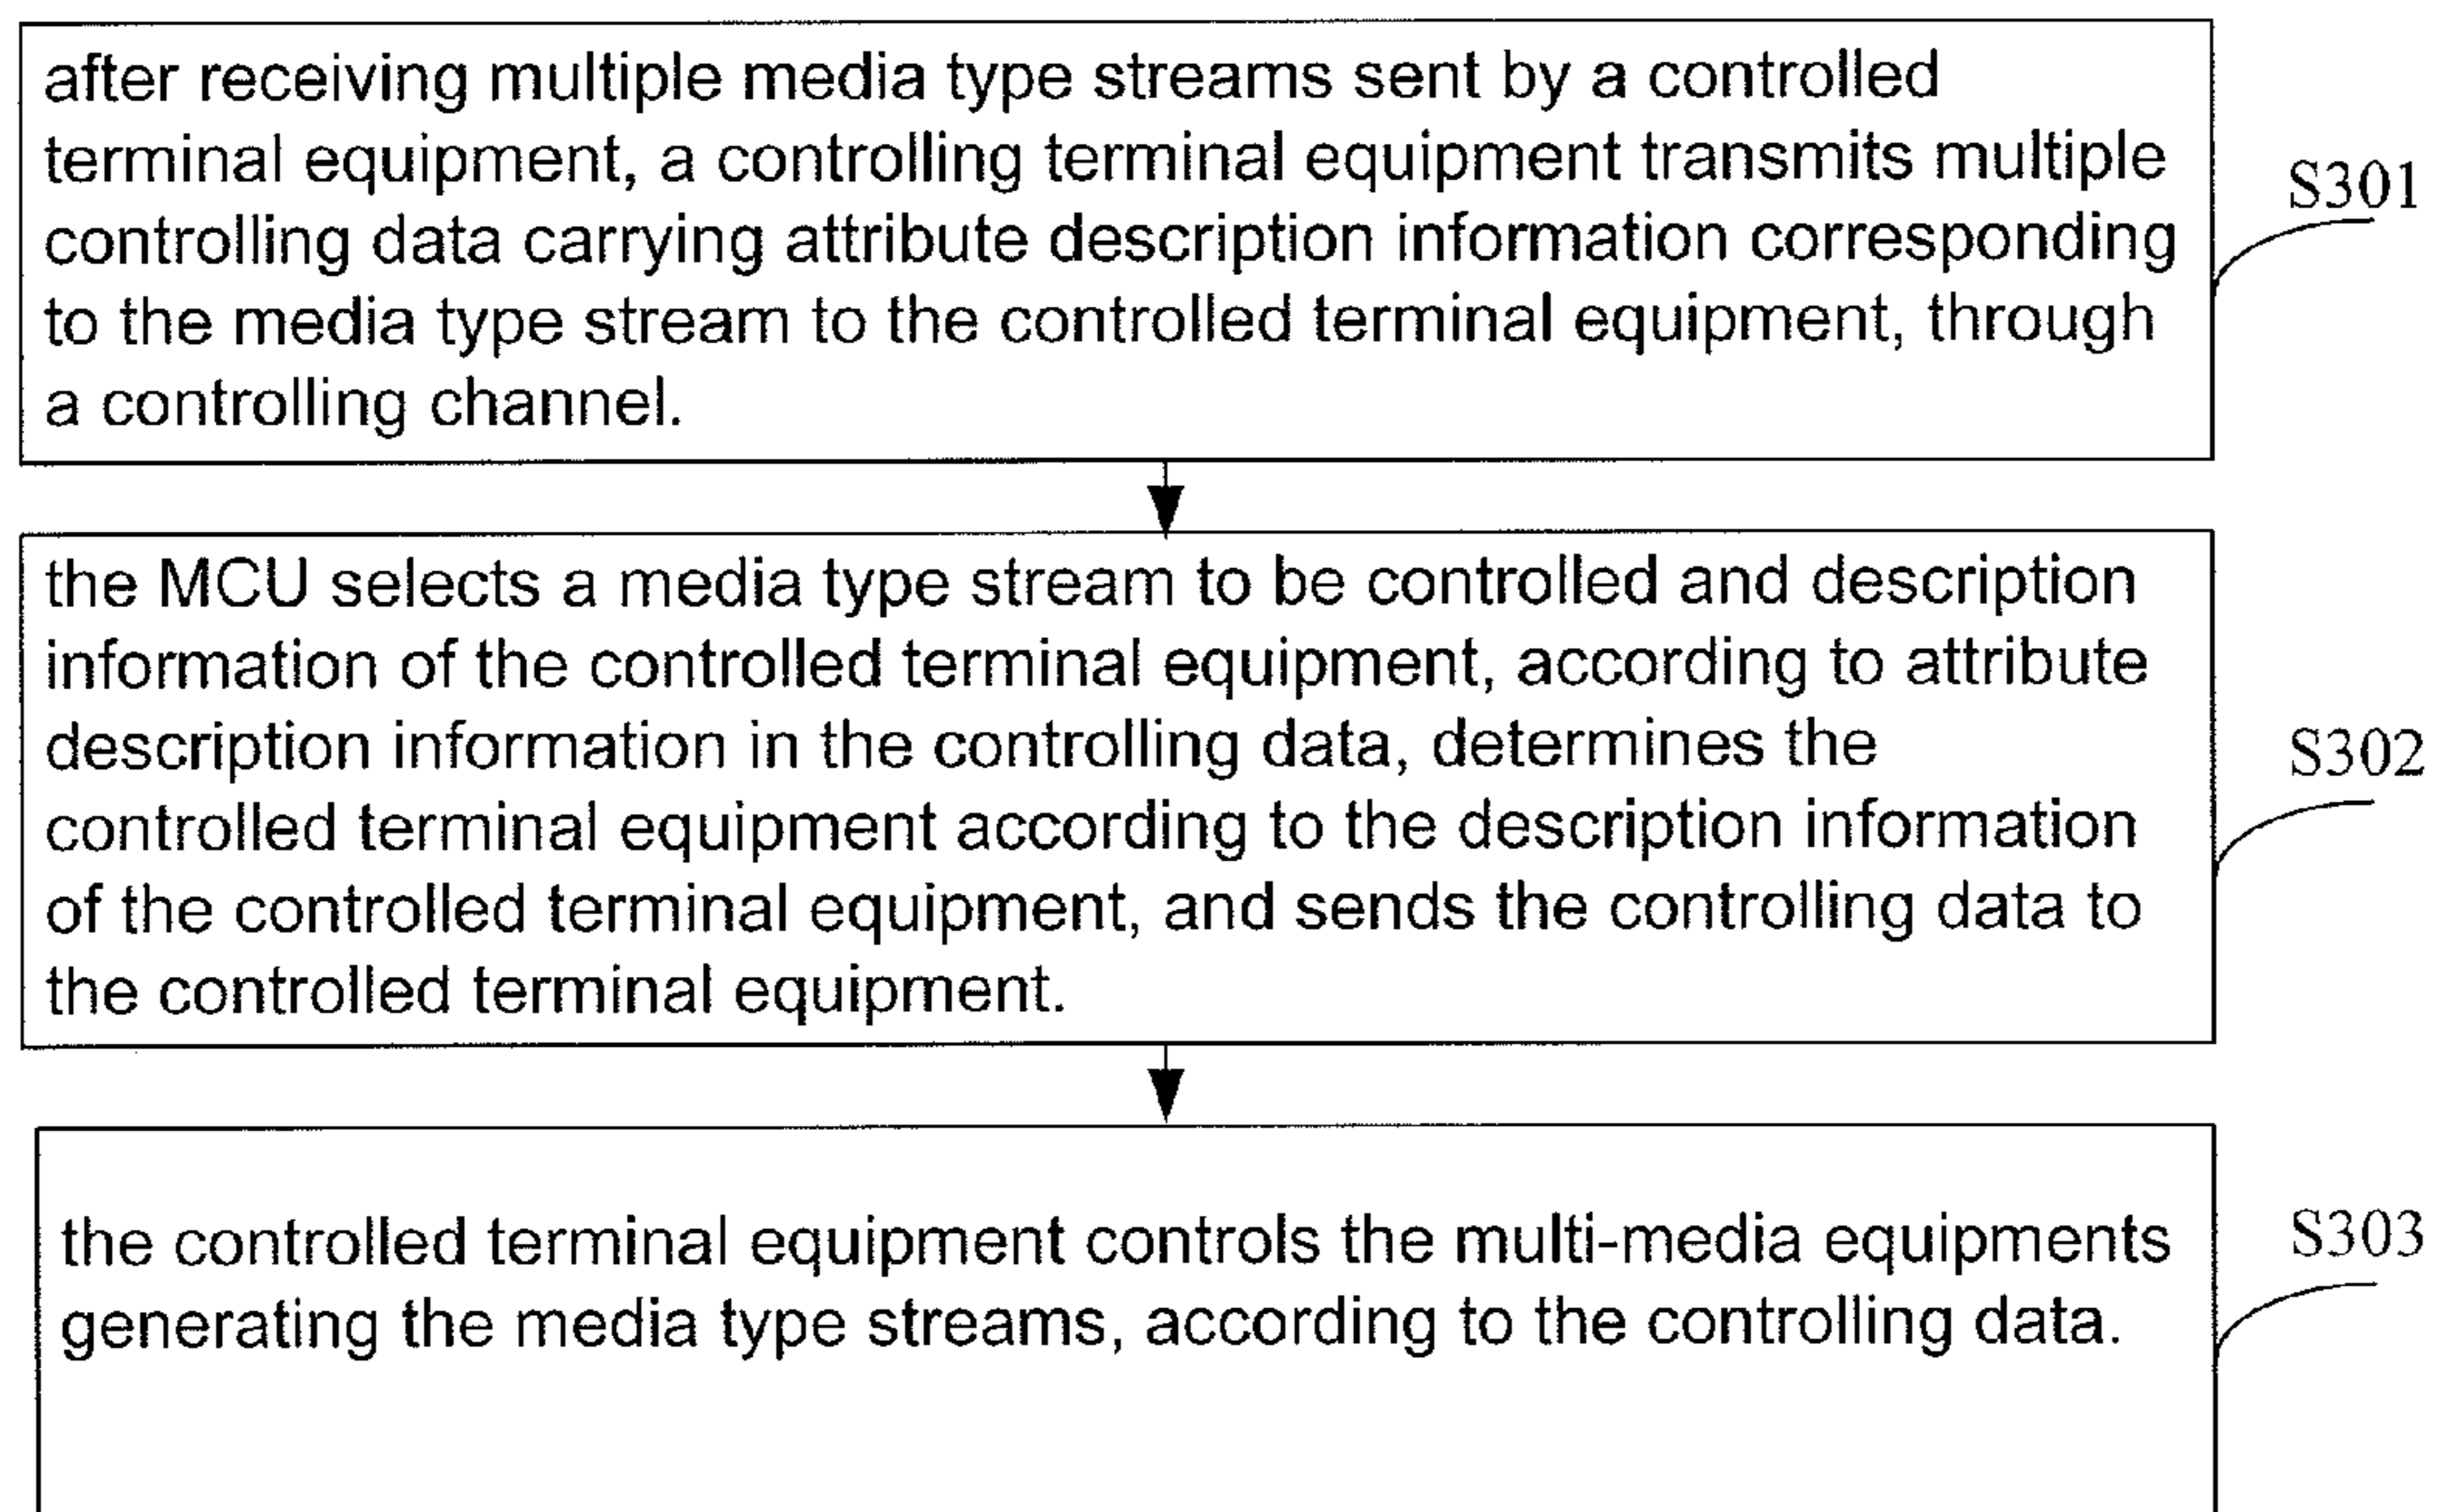 after receiving multiple media type streams sent by a controlled
terminal equipment, a controlling terminal equipment transmits multiple
controlling data carrying attribute description information corresponding
to the media type stream to the controlled terminal equipment, through
a controlling channel.
S301
the MCU selects a media type stream to be controlled and description
information of the controlled terminal equipment, according to attribute
description information in the controlling data, determines the
controlled terminal equipment according to the description information
of the controlled terminal equipment, and sends the controlling data to
the controlled terminal equipment.
S302
the controlled terminal equipment controls the multi-media equipments
generating the media type streams, according to the controlling data.
S303